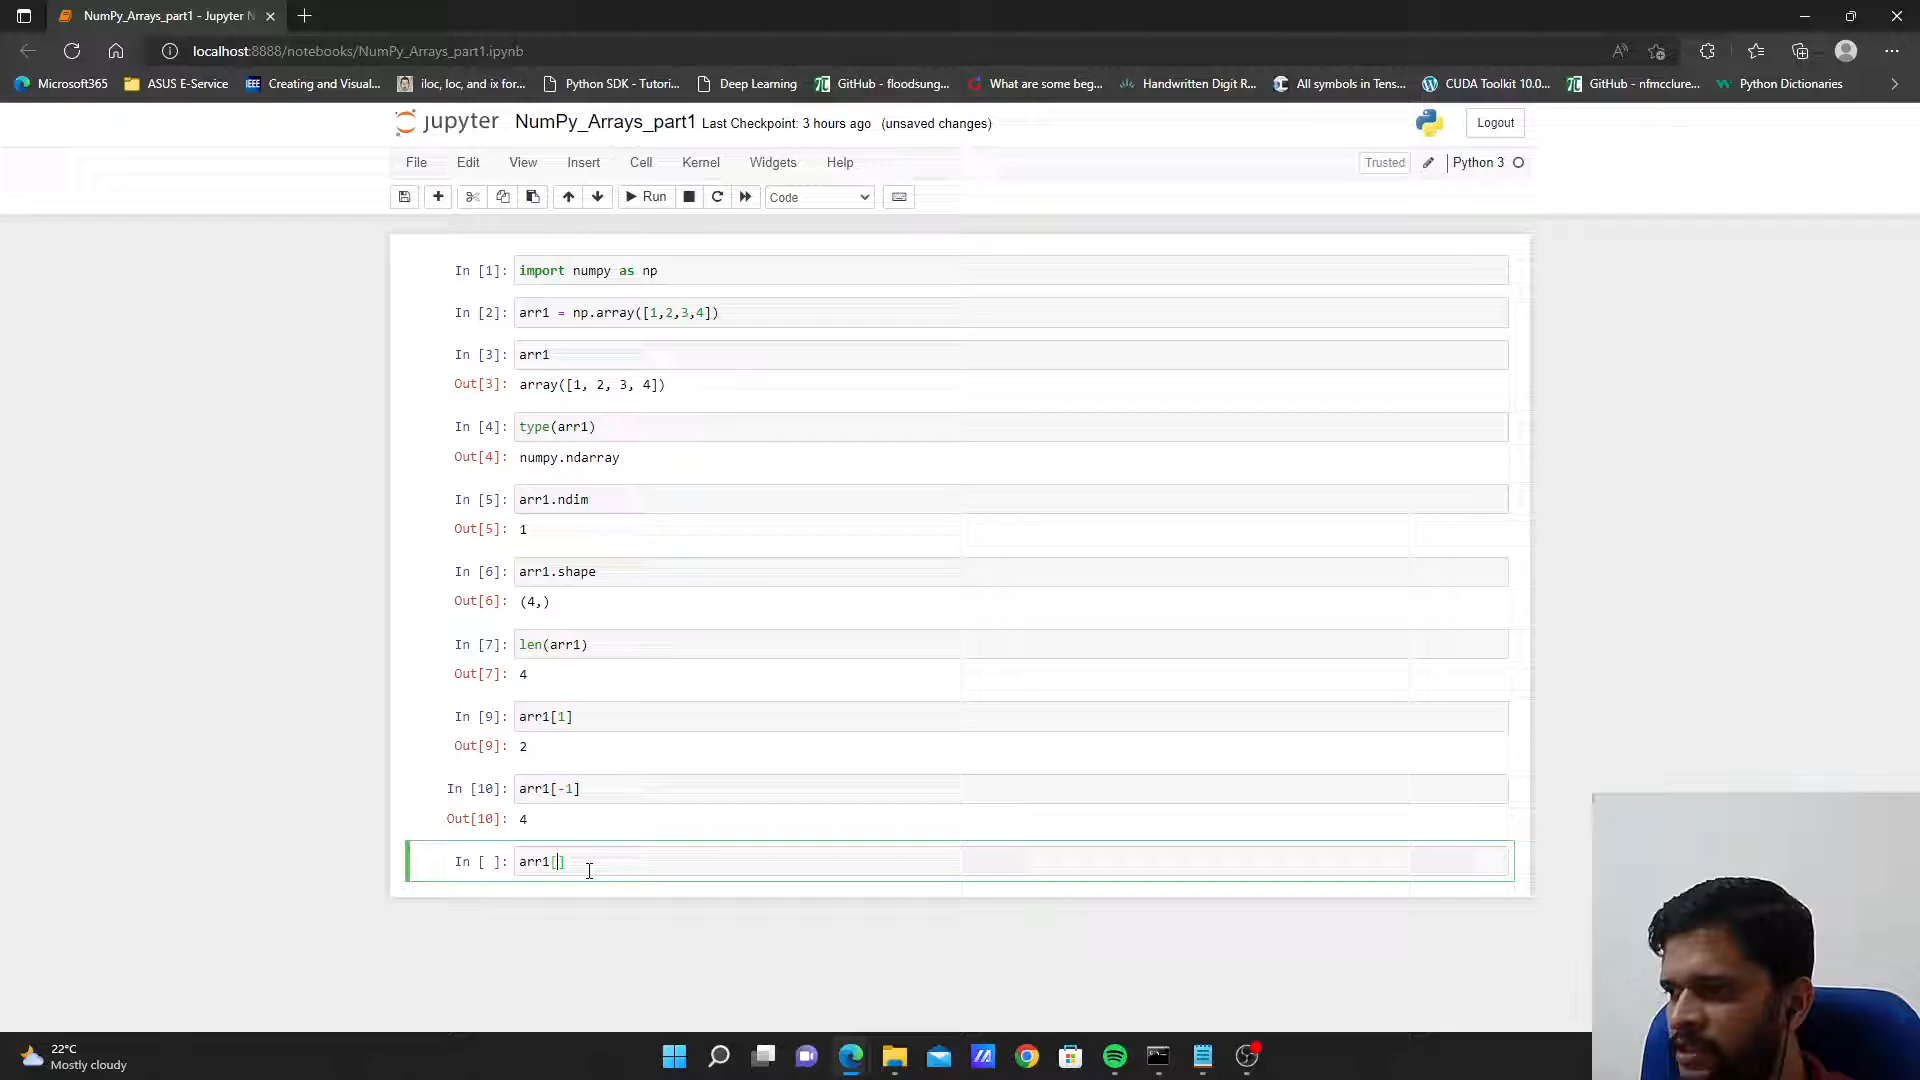 NumPy_Arrays_part1 - Jupyter N
localhost:8888/notebooks/NumPy_Arrays_part1.ipynb
Microsoft365 ASUS E-Service IEEE Creating and Visual... iloc, loc, and ix for... Python SDK - Tutori... Deep Learning GitHub - floodsung... What are some beg... Handwritten Digit R... All symbols in Tens... CUDA Toolkit 10.0... GitHub - nfmcclure... Python Dictionaries
jupyter NumPy_Arrays_part1 Last Checkpoint: 3 hours ago (unsaved changes) Logout
File Edit View Insert Cell Kernel Widgets Help Trusted Python 3
Run Code
In [1]: import numpy as np
In [2]: arr1 = np.array([1,2,3,4])
In [3]: arr1
Out[3]: array([1, 2, 3, 4])
In [4]: type(arr1)
Out[4]: numpy.ndarray
In [5]: arr1.ndim
Out[5]: 1
In [6]: arr1.shape
Out[6]: (4,)
In [7]: len(arr1)
Out[7]: 4
In [9]: arr1[1]
Out[9]: 2
In [10]: arr1[-1]
Out[10]: 4
In [ ]: arr1[]
22°C
Mostly cloudy